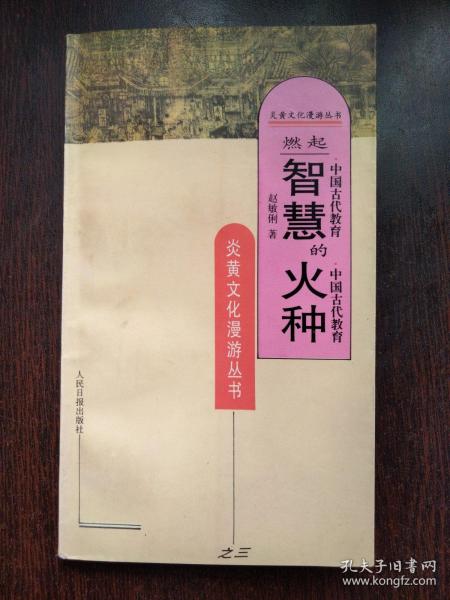 炎黄文化漫游丛书
燃起
智慧的火种
·中国古代教育·中国古代教育
赵敏俐 著
炎黄文化漫游丛书
人民日报出版社
之三
孔夫子旧书网
www.kongfz.com